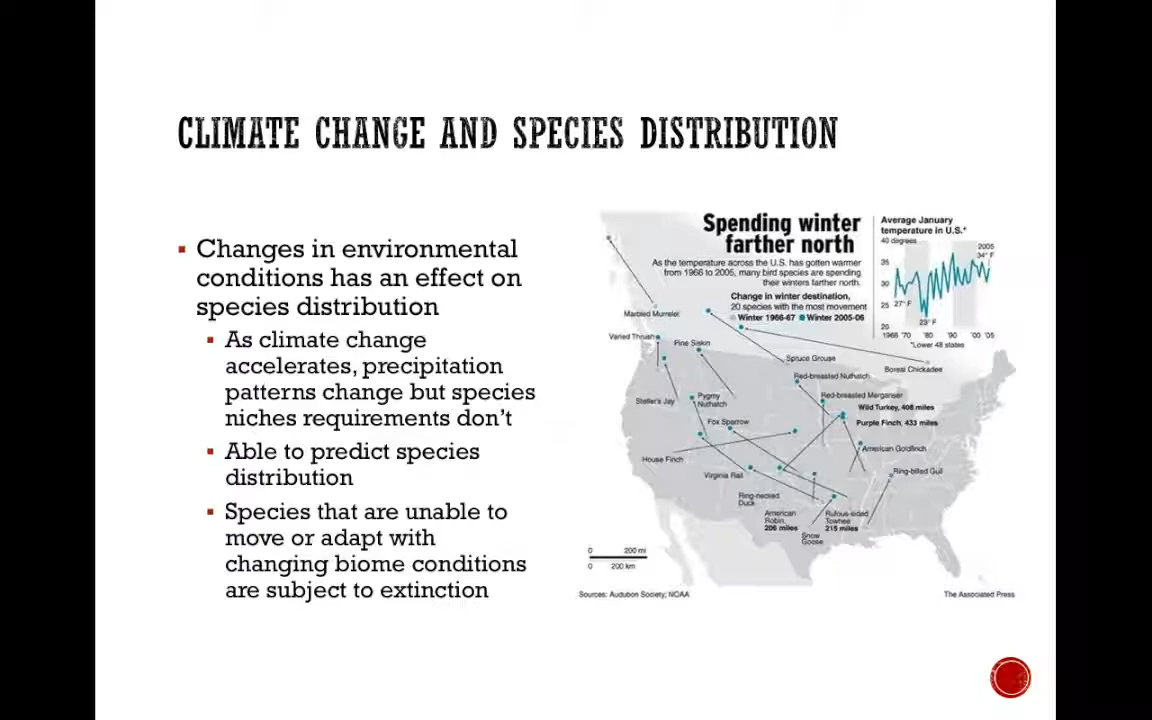 CLIMATE CHANGE AND SPECIES DISTRIBUTION
▪ Changes in environmental
conditions has an effect on
species distribution
▪ As climate change
accelerates, precipitation
patterns change but species
niches requirements don't
▪ Able to predict species
distribution
▪ Species that are unable to
move or adapt with
changing biome conditions
are subject to extinction
Spending winter
farther north
As the temperature across the U.S. has gotten warmer
from 1966 to 2005, many bird species are spending
their winters farther north.
Change in winter destination,
20 species with the most movement
Winter 1966-67 Winter 2005-06
Average January
temperature in U.S.*
40 degrees
35
30
25
20
27° F
23° F
2005
34° F
1966 '70 '80 '90 '00 '05
*Lower 48 states
Marbled Murrelet
Varied Thrush
Pine Siskin
Spruce Grouse
Boreal Chickadee
Red-breasted Nuthatch
Steller's Jay
Pygmy
Nuthatch
Red-breasted Merganser
Wild Turkey, 408 miles
Fox Sparrow
Purple Finch, 433 miles
House Finch
American Goldfinch
Virginia Rail
Ring-billed Gull
Ring-necked
Duck
American
Robin,
206 miles
Rufous-sided
Towhee
215 miles
Snow
Goose
0 200 mi
0 200 km
Sources: Audubon Society; NOAA
The Associated Press